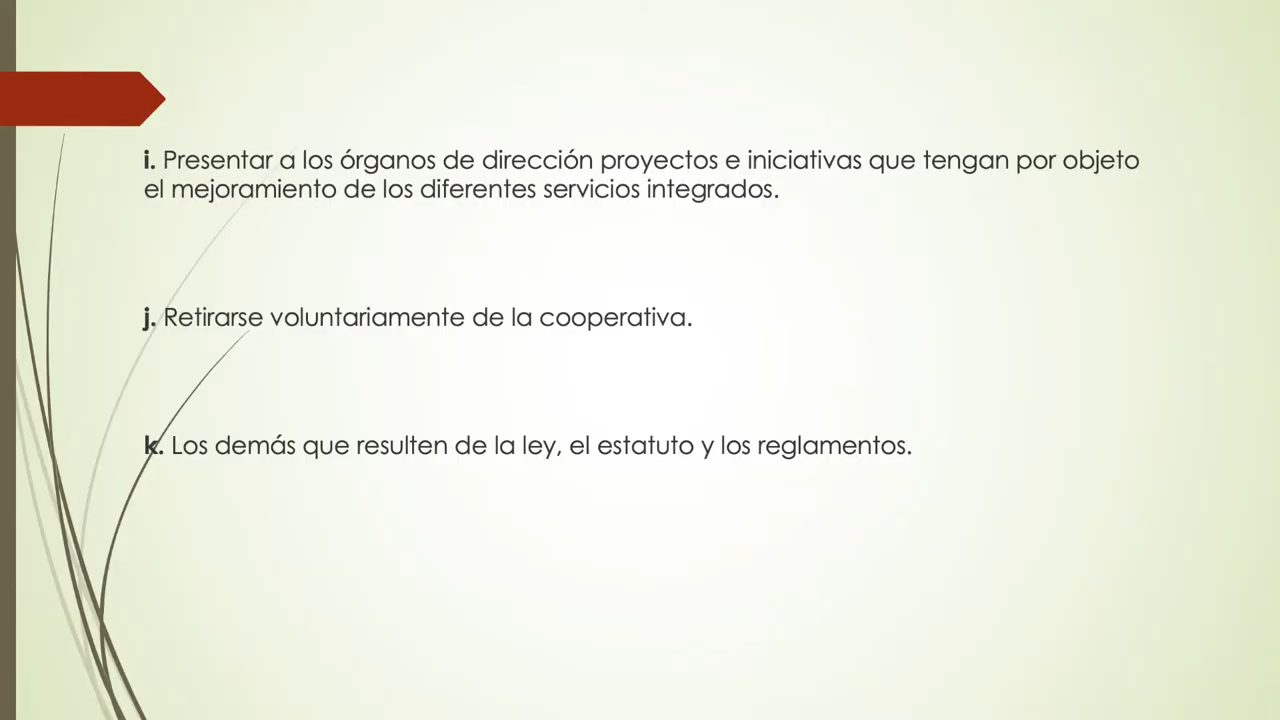 i. Presentar a los órganos de dirección proyectos e iniciativas que tengan por objeto
el mejoramiento de los diferentes servicios integrados.
j. Retirarse voluntariamente de la cooperativa.
k. Los demás que resulten de la ley, el estatuto y los reglamentos.